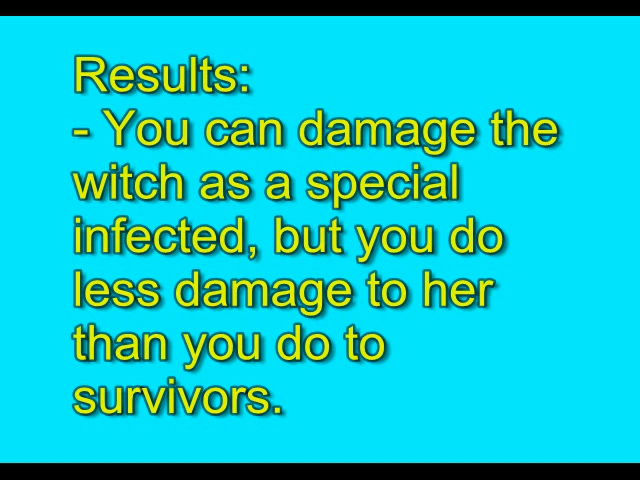 Results:
- You can damage the
witch as a special
infected, but you do
less damage to her
than you do to
survivors.